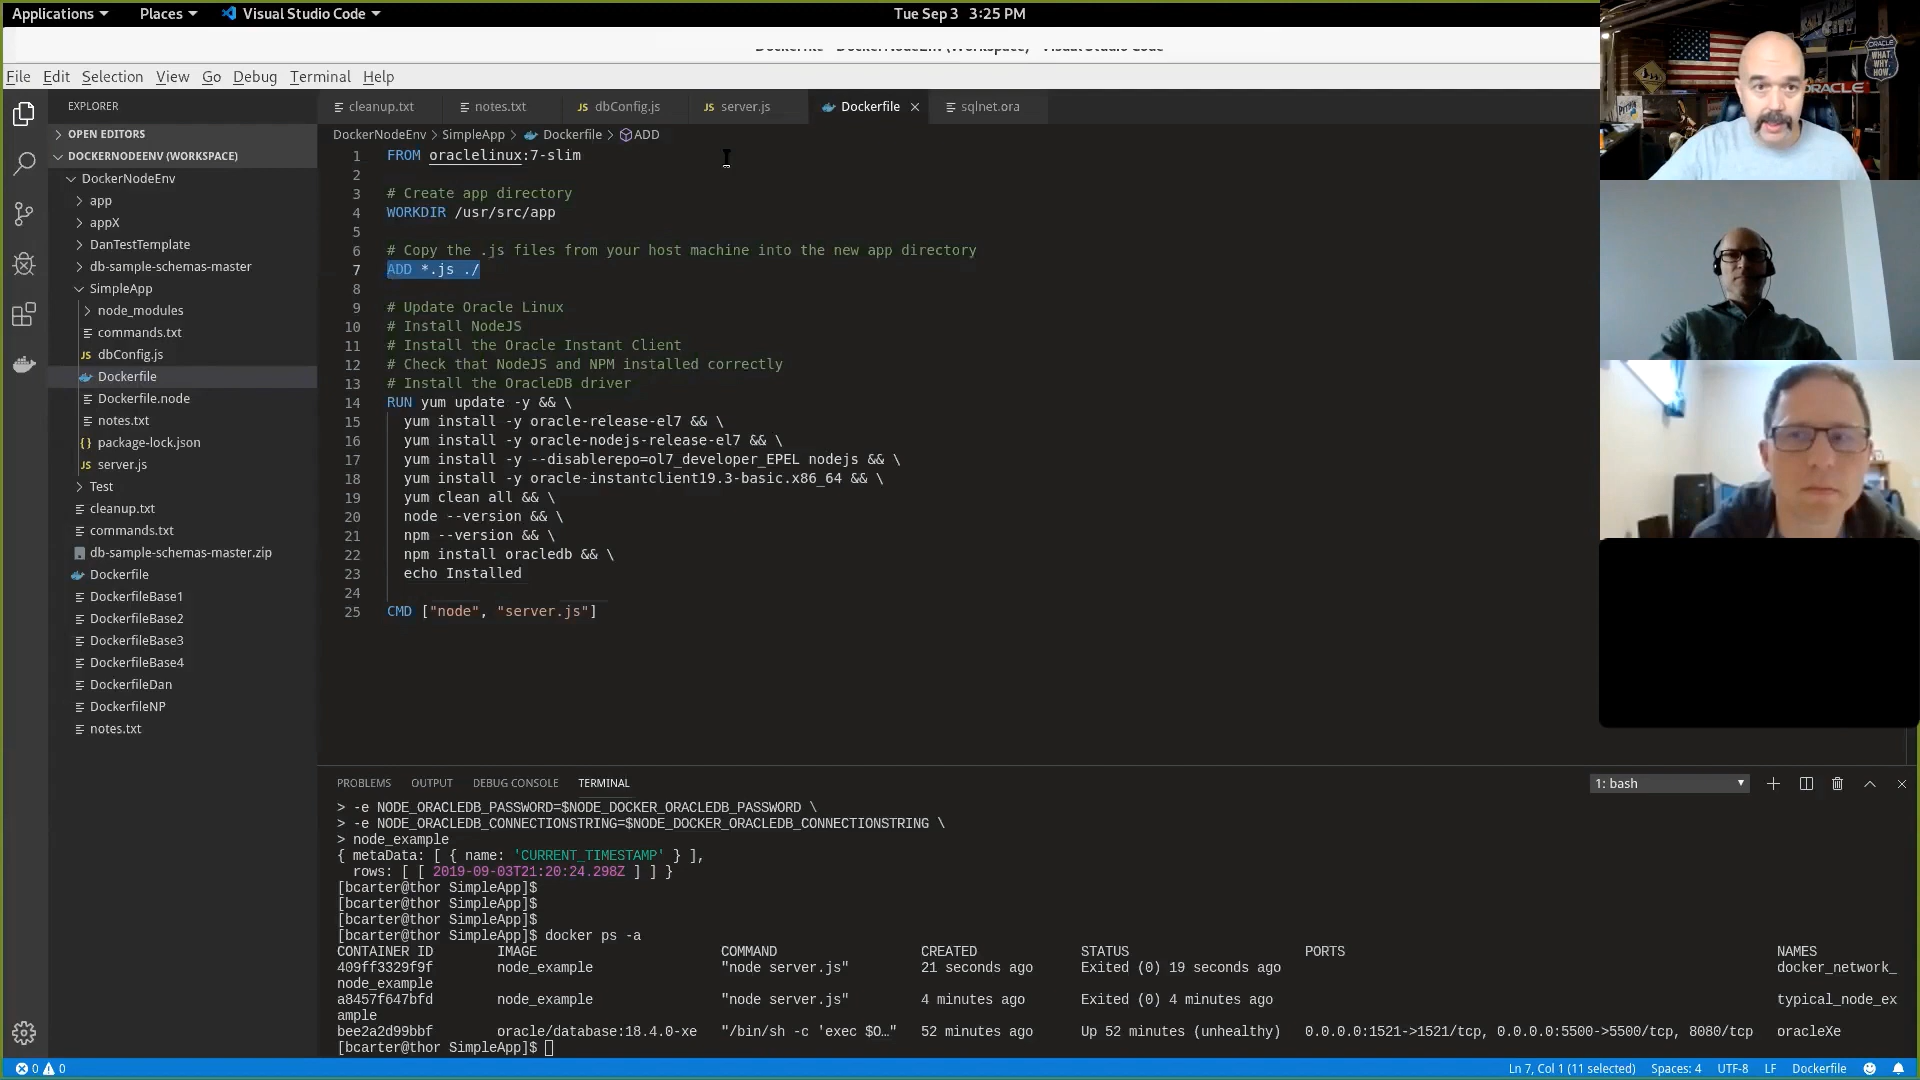 Applications Places Visual Studio Code Tue Sep 3 3:25 PM
Dockerfile - DockerNodeEnv (Workspace) - Visual Studio Code
File Edit Selection View Go Debug Terminal Help
EXPLORER
OPEN EDITORS
DOCKERNODEENV (WORKSPACE)
DockerNodeEnv
app
appX
DanTestTemplate
db-sample-schemas-master
SimpleApp
node_modules
commands.txt
JS dbConfig.js
Dockerfile
Dockerfile.node
notes.txt
{} package-lock.json
JS server.js
Test
cleanup.txt
commands.txt
db-sample-schemas-master.zip
Dockerfile
DockerfileBase1
DockerfileBase2
DockerfileBase3
DockerfileBase4
DockerfileDan
DockerfileNP
notes.txt
cleanup.txt notes.txt JS dbConfig.js JS server.js Dockerfile × sqlnet.ora
DockerNodeEnv > SimpleApp > Dockerfile > ADD
1 FROM oraclelinux:7-slim
2
3 # Create app directory
4 WORKDIR /usr/src/app
5
6 # Copy the .js files from your host machine into the new app directory
7 ADD *.js ./
8
9 # Update Oracle Linux
10 # Install NodeJS
11 # Install the Oracle Instant Client
12 # Check that NodeJS and NPM installed correctly
13 # Install the OracleDB driver
14 RUN yum update -y && \
15 yum install -y oracle-release-el7 && \
16 yum install -y oracle-nodejs-release-el7 && \
17 yum install -y --disablerepo=ol7_developer_EPEL nodejs && \
18 yum install -y oracle-instantclient19.3-basic.x86_64 && \
19 yum clean all && \
20 node --version && \
21 npm --version && \
22 npm install oracledb && \
23 echo Installed
24
25 CMD ["node", "server.js"]
PROBLEMS OUTPUT DEBUG CONSOLE TERMINAL 1: bash
> -e NODE_ORACLEDB_PASSWORD=$NODE_DOCKER_ORACLEDB_PASSWORD \
> -e NODE_ORACLEDB_CONNECTIONSTRING=$NODE_DOCKER_ORACLEDB_CONNECTIONSTRING \
> node_example
{ metaData: [ { name: 'CURRENT_TIMESTAMP' } ],
rows: [ [ 2019-09-03T21:20:24.298Z ] ] }
[bcarter@thor SimpleApp]$
[bcarter@thor SimpleApp]$
[bcarter@thor SimpleApp]$
[bcarter@thor SimpleApp]$ docker ps -a
CONTAINER ID IMAGE COMMAND CREATED STATUS PORTS NAMES
409ff3329f9f node_example "node server.js" 21 seconds ago Exited (0) 19 seconds ago docker_network_
node_example
a8457f647bfd node_example "node server.js" 4 minutes ago Exited (0) 4 minutes ago typical_node_ex
ample
bee2a2d99bbf oracle/database:18.4.0-xe "/bin/sh -c 'exec $O…" 52 minutes ago Up 52 minutes (unhealthy) 0.0.0.0:1521->1521/tcp, 0.0.0.0:5500->5500/tcp, 8080/tcp oracleXe
[bcarter@thor SimpleApp]$
0 0 Ln 7, Col 1 (11 selected) Spaces: 4 UTF-8 LF Dockerfile
ORACLE
WHAT.
WHY.
HOW.
ORACLE